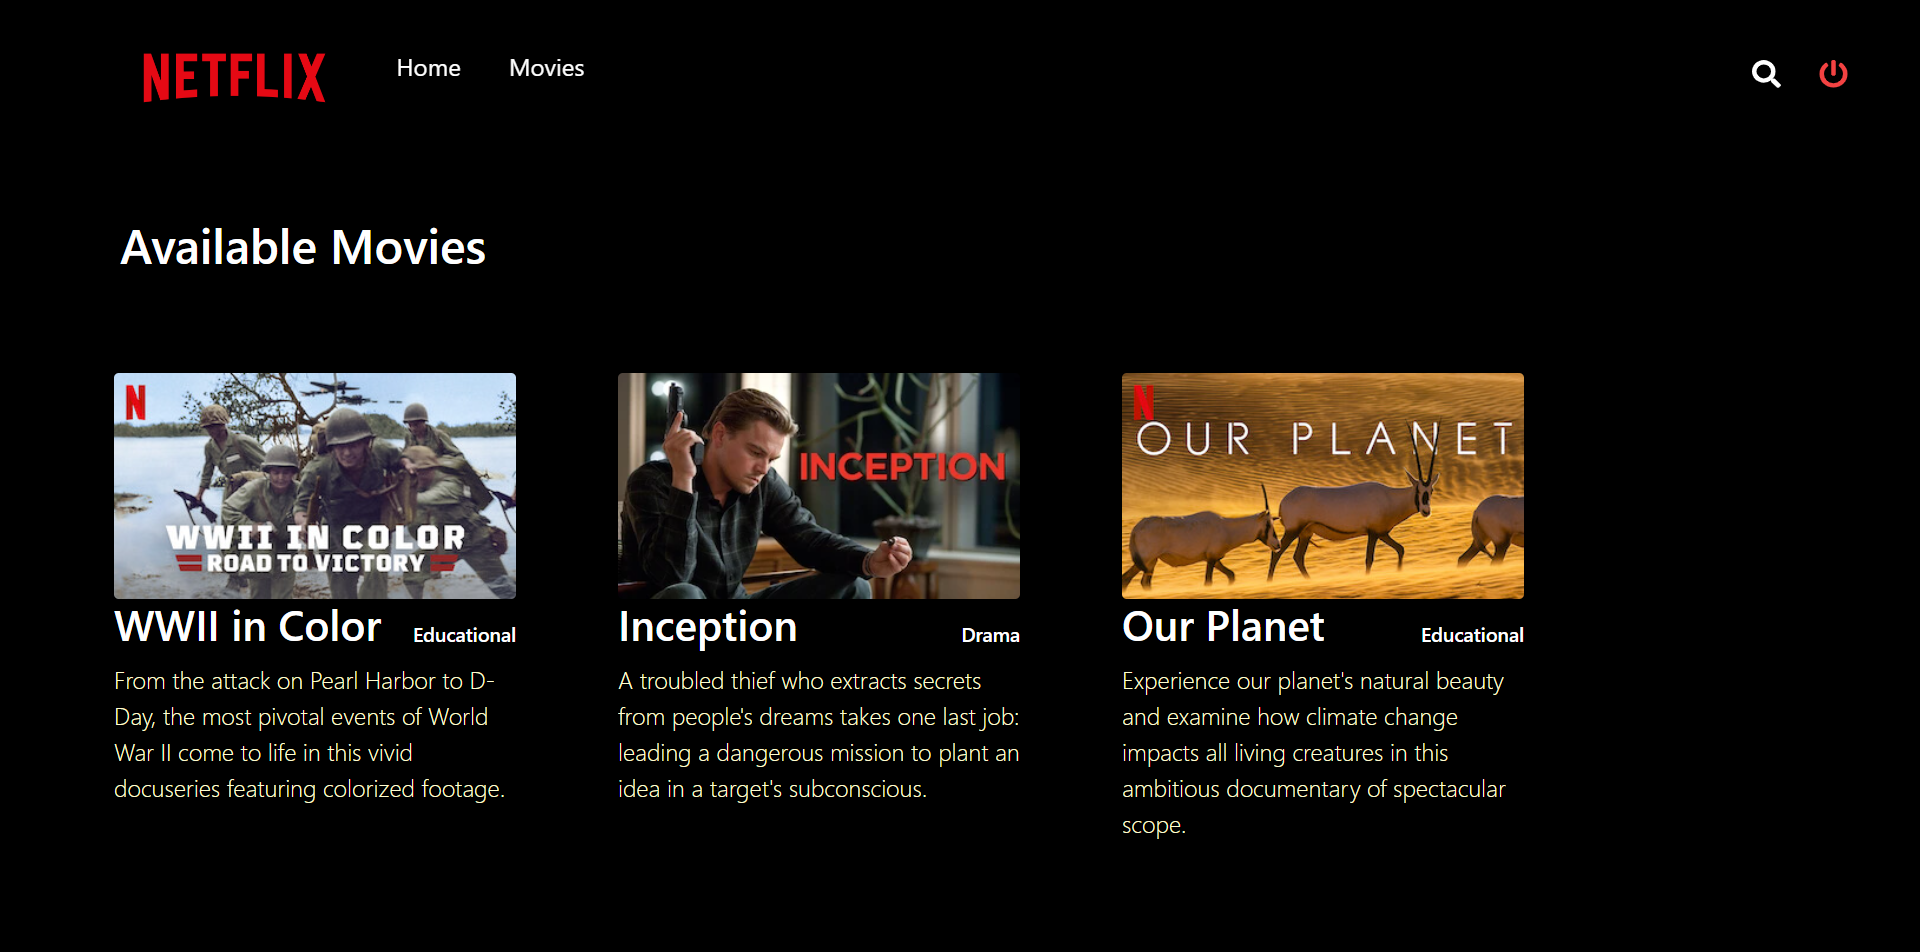 NETFLIX
Home
Movies
Available Movies
N
WWII IN COLOR
ROAD TO VICTORY
WWII in Color
Educational
From the attack on Pearl Harbor to D-
Day, the most pivotal events of World
War II come to life in this vivid
docuseries featuring colorized footage.
INCEPTION
Inception
Drama
A troubled thief who extracts secrets
from people's dreams takes one last job:
leading a dangerous mission to plant an
idea in a target's subconscious.
N
OUR PLANET
Our Planet
Educational
Experience our planet's natural beauty
and examine how climate change
impacts all living creatures in this
ambitious documentary of spectacular
scope.